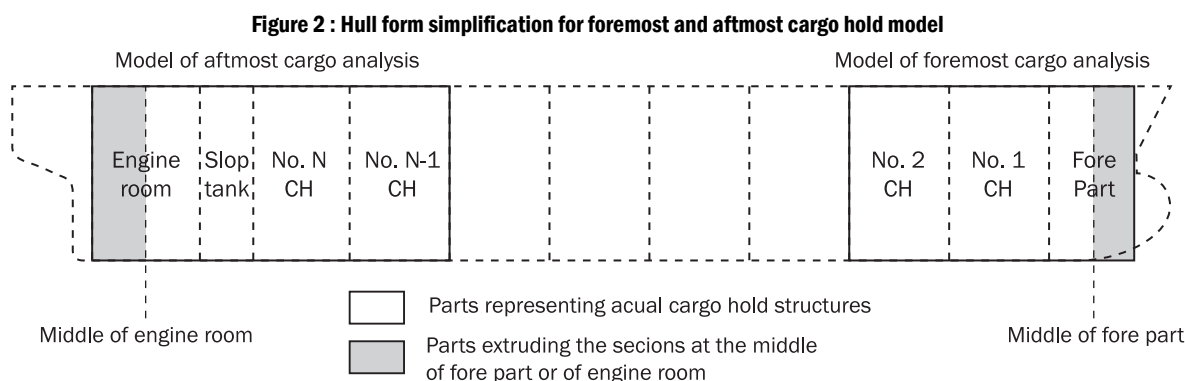 Figure 2 : Hull form simplification for foremost and aftmost cargo hold model
Model of aftmost cargo analysis
Model of foremost cargo analysis
Engine
room
Slop
tank
No. N
CH
No. N-1
CH
No. 2
CH
No. 1
CH
Fore
Part
Parts representing acual cargo hold structures
Middle of engine room
Middle of fore part
Parts extruding the secions at the middle
of fore part or of engine room